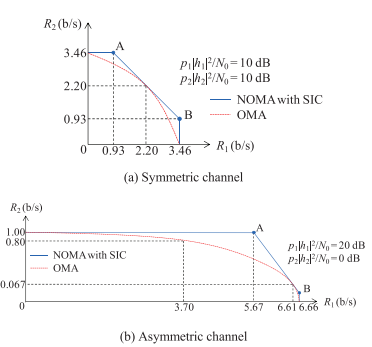 R₂ (b/s)
3.46
A
p₁|h₁|²/N₀ = 10 dB
p₂|h₂|²/N₀ = 10 dB
2.20
NOMA with SIC
OMA
0.93
B
0
0.93
2.20
3.46
R₁ (b/s)
(a) Symmetric channel
R₂ (b/s)
1.00
A
0.80
p₁|h₁|²/N₀ = 20 dB
p₂|h₂|²/N₀ = 0 dB
NOMA with SIC
OMA
0.067
B
0
3.70
5.67
6.61
6.66
R₁ (b/s)
(b) Asymmetric channel